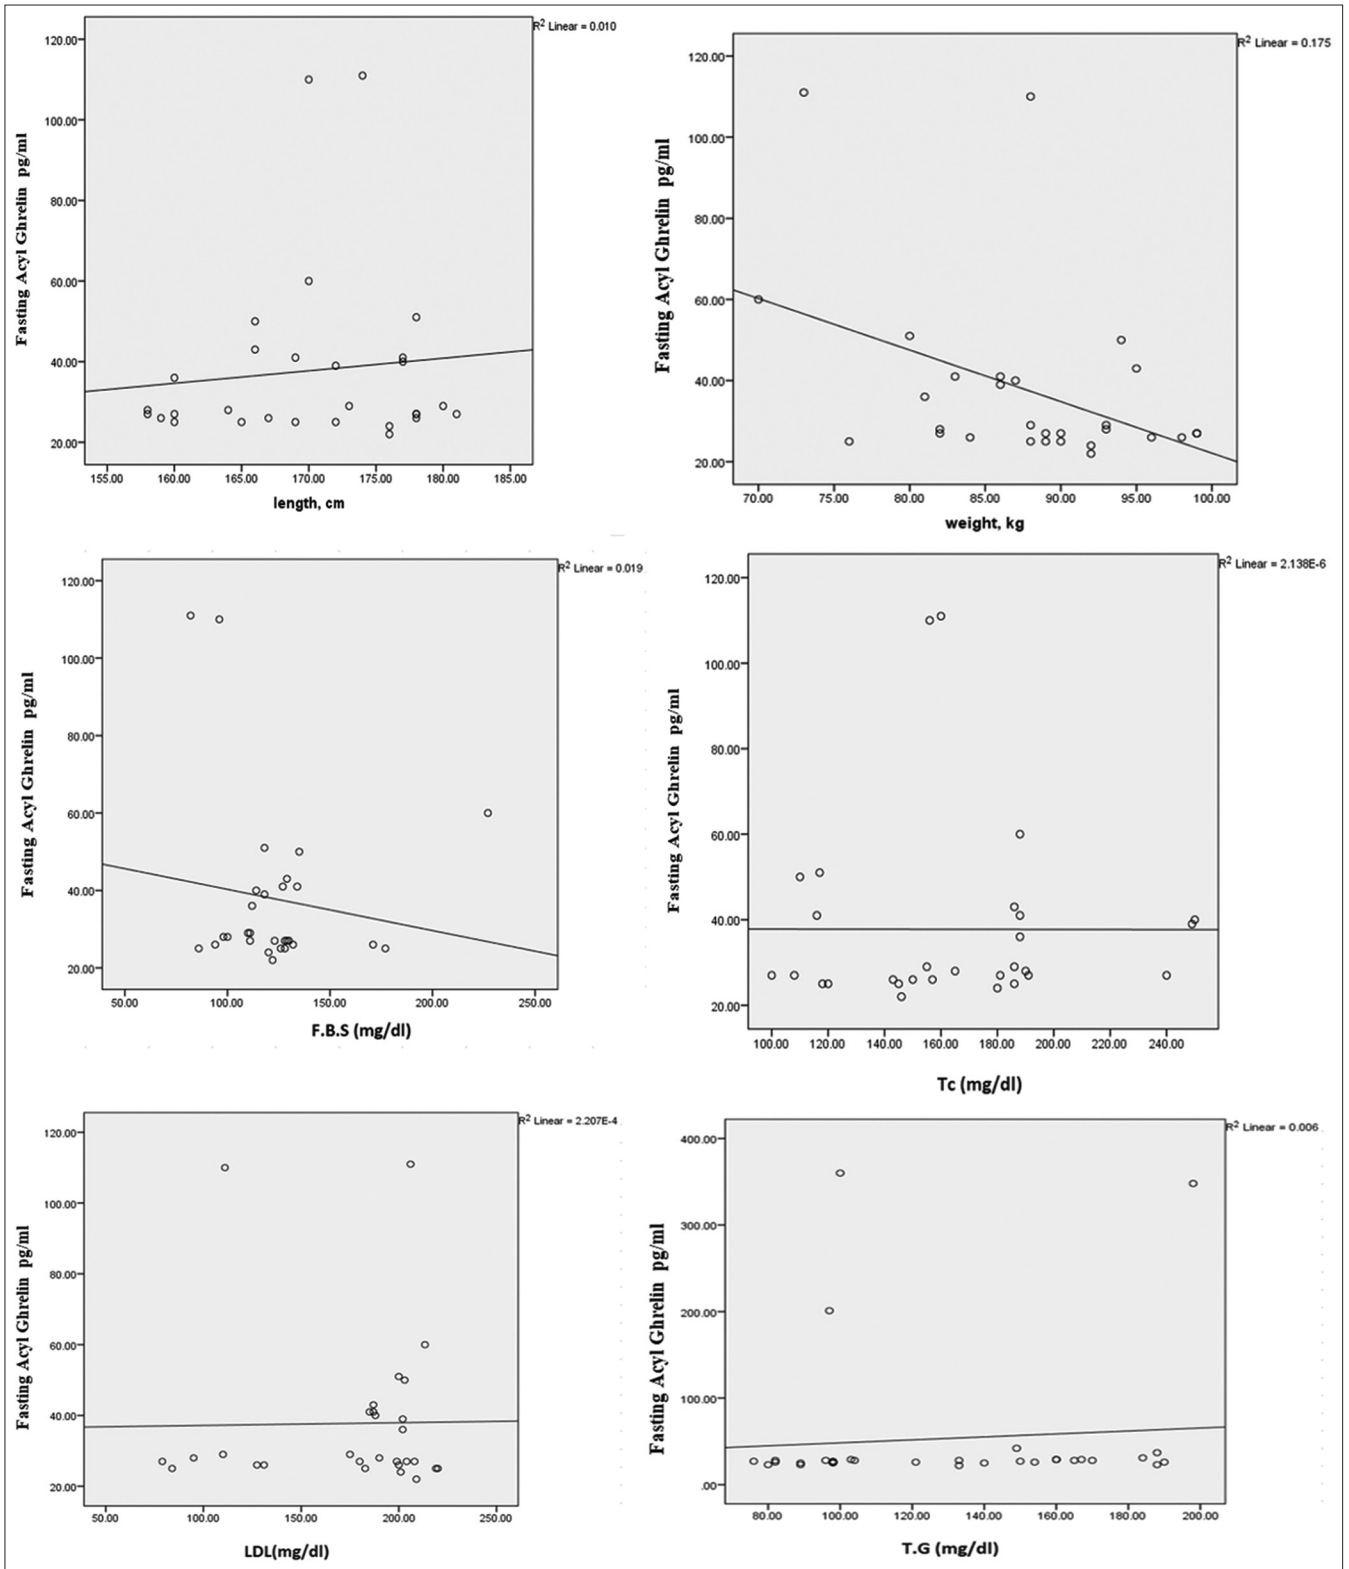 R² Linear = 0.010
120.00
100.00
80.00
60.00
40.00
20.00
Fasting Acyl Ghrelin pg/ml
155.00 160.00 165.00 170.00 175.00 180.00 185.00
length, cm
R² Linear = 0.175
120.00
100.00
80.00
60.00
40.00
20.00
Fasting Acyl Ghrelin pg/ml
70.00 75.00 80.00 85.00 90.00 95.00 100.00
weight, kg
R² Linear = 0.019
120.00
100.00
80.00
60.00
40.00
20.00
Fasting Acyl Ghrelin pg/ml
50.00 100.00 150.00 200.00 250.00
F.B.S (mg/dl)
R² Linear = 2.138E-6
120.00
100.00
80.00
60.00
40.00
20.00
Fasting Acyl Ghrelin pg/ml
100.00 120.00 140.00 160.00 180.00 200.00 220.00 240.00
Tc (mg/dl)
R² Linear = 2.207E-4
120.00
100.00
80.00
60.00
40.00
20.00
Fasting Acyl Ghrelin pg/ml
50.00 100.00 150.00 200.00 250.00
LDL(mg/dl)
R² Linear = 0.006
400.00
300.00
200.00
100.00
.00
Fasting Acyl Ghrelin pg/ml
80.00 100.00 120.00 140.00 160.00 180.00 200.00
T.G (mg/dl)